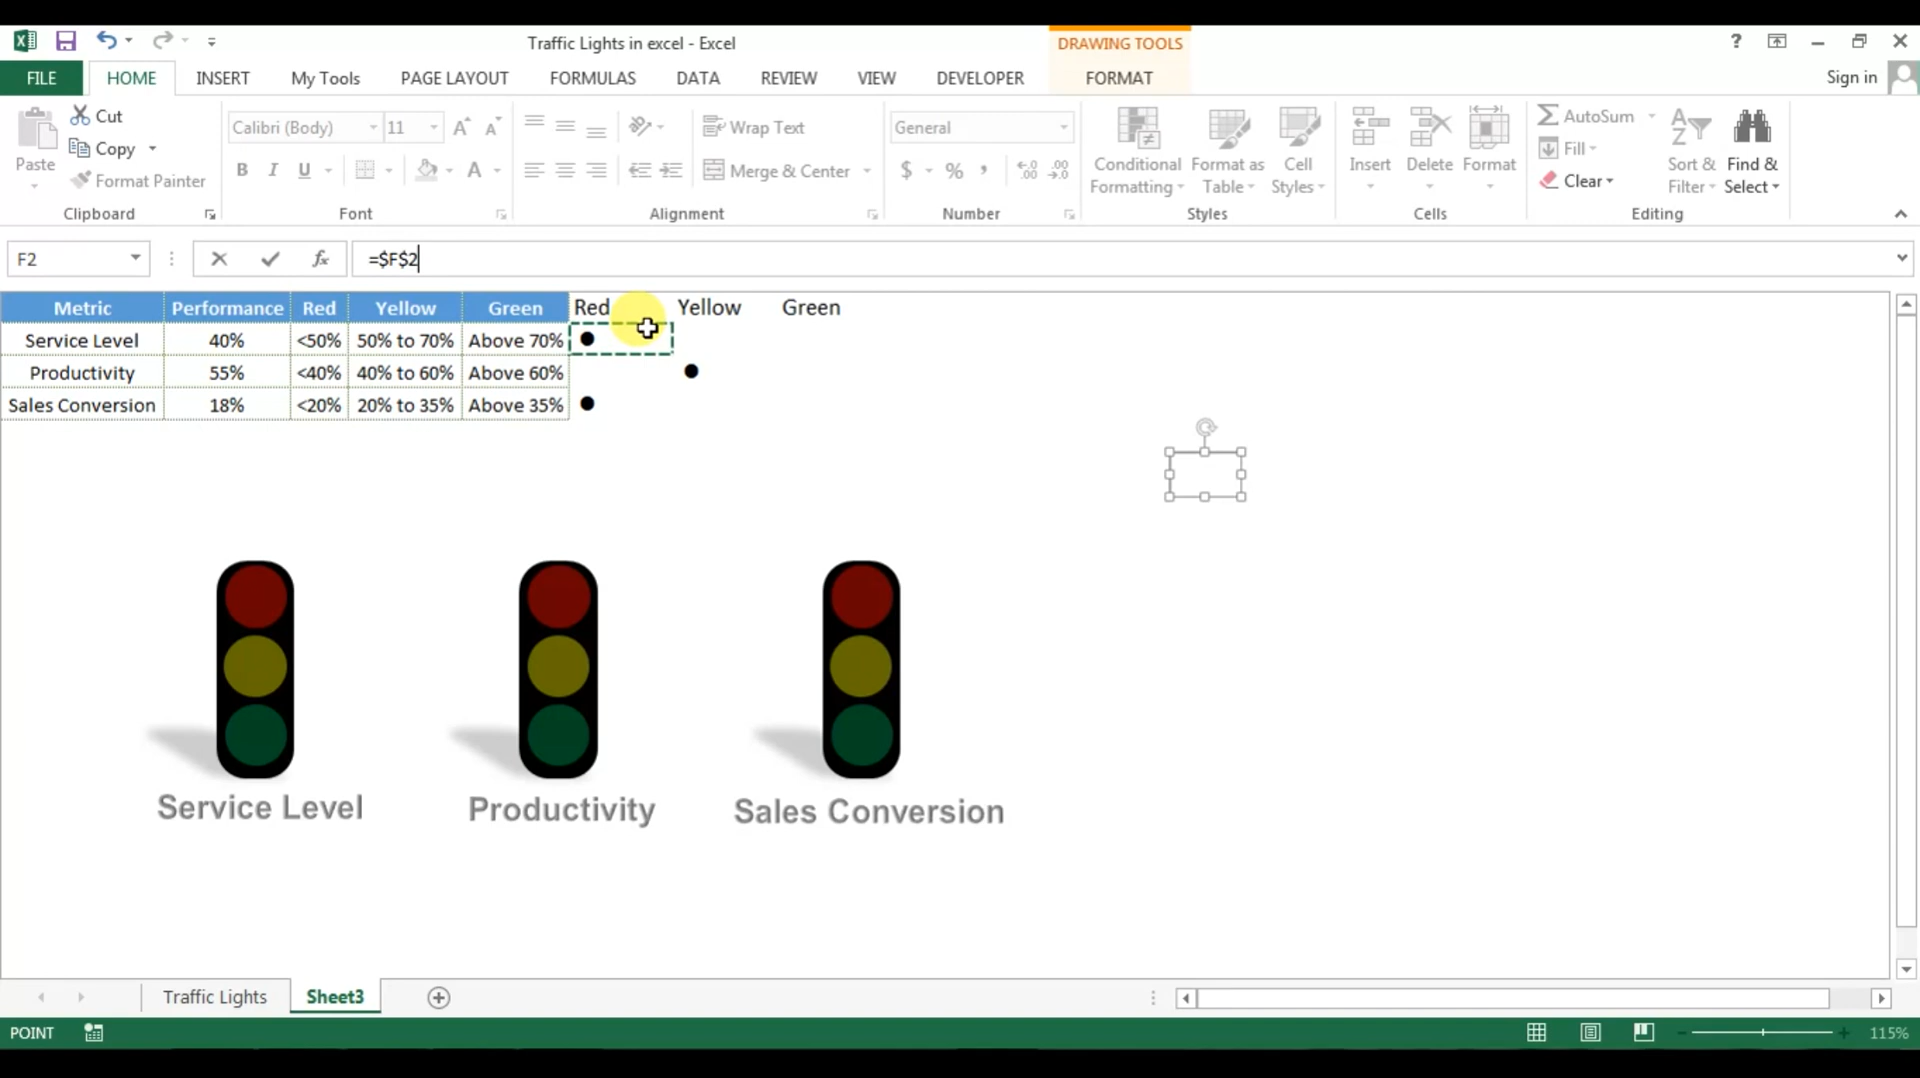 Traffic Lights in excel - Excel
DRAWING TOOLS
?
FILE
HOME
INSERT
My Tools
PAGE LAYOUT
FORMULAS
DATA
REVIEW
VIEW
DEVELOPER
FORMAT
Sign in
Paste
Cut
Copy
Format Painter
Clipboard
Calibri (Body)
11
B I U
Font
Wrap Text
Merge & Center
Alignment
General
$ % ,
Number
Conditional Formatting
Format as Table
Cell Styles
Styles
Insert
Delete
Format
Cells
AutoSum
Fill
Clear
Sort & Filter
Find & Select
Editing
F2
fx
=$F$2
Metric Performance Red Yellow Green Red Yellow Green
Service Level 40% <50% 50% to 70% Above 70% ●
Productivity 55% <40% 40% to 60% Above 60% ●
Sales Conversion 18% <20% 20% to 35% Above 35% ●
Service Level
Productivity
Sales Conversion
Traffic Lights
Sheet3
POINT
115%